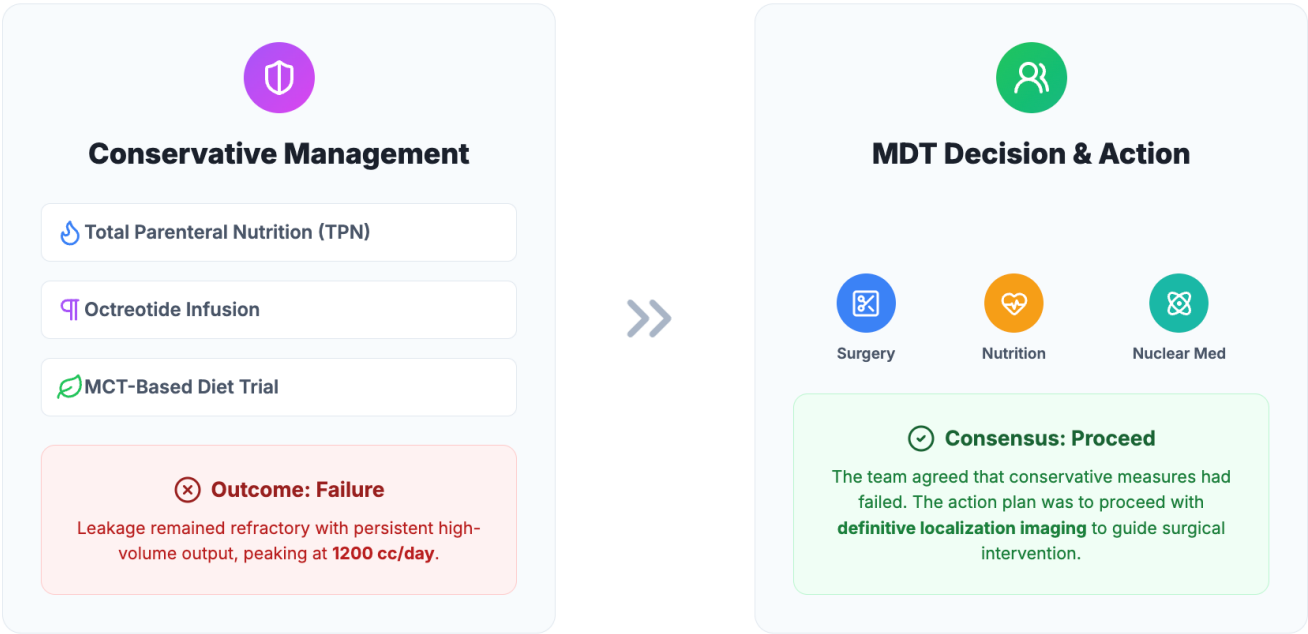 Conservative Management
Total Parenteral Nutrition (TPN)
Octreotide Infusion
MCT-Based Diet Trial
Outcome: Failure
Leakage remained refractory with persistent high-
volume output, peaking at 1200 cc/day.
MDT Decision & Action
Surgery
Nutrition
Nuclear Med
Consensus: Proceed
The team agreed that conservative measures had
failed. The action plan was to proceed with
definitive localization imaging to guide surgical
intervention.